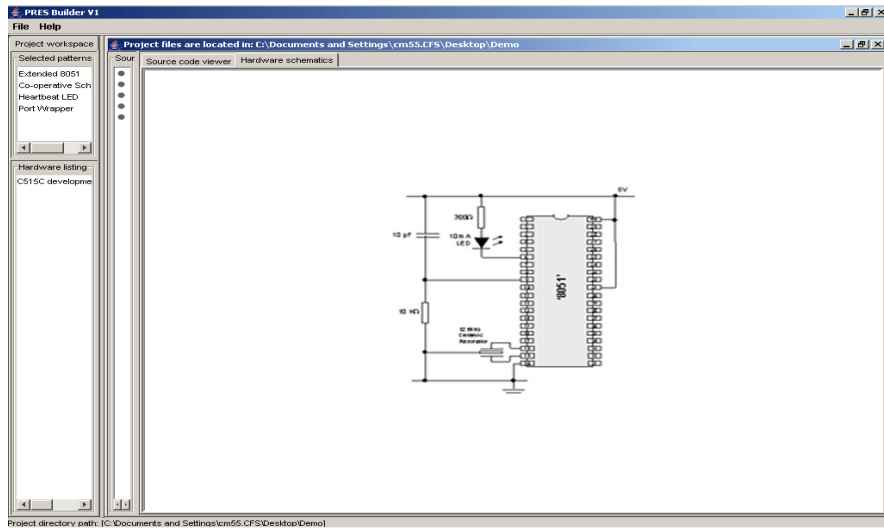 PRES Builder V1
File Help
Project workspace
Selected patterns
Extended 8051
Co-operative Sch
Heartbeat LED
Port Wrapper
Hardware listing
C515C developme
Project files are located in: C:\Documents and Settings\cm55.CFS\Desktop\Demo
Sour
Source code viewer
Hardware schematics
5V
300Ω
10 µF
10m A
LED
'8051'
10 KΩ
12 MHz
Ceramic
Resonator
Project directory path: [C:\Documents and Settings\cm55.CFS\Desktop\Demo]